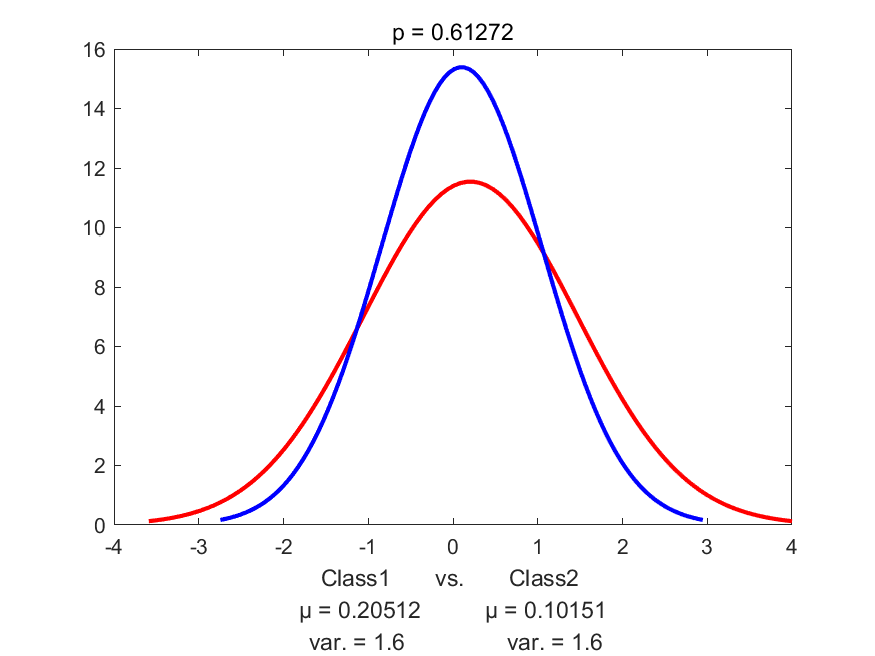 p = 0.61272
16
14
12
10
8
6
4
2
0
-4 -3 -2 -1 0 1 2 3 4
Class1 vs. Class2
μ = 0.20512 μ = 0.10151
var. = 1.6 var. = 1.6